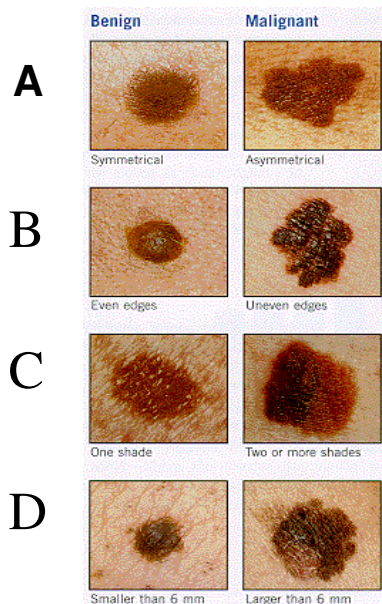 Benign Malignant
A
Symmetrical Asymmetrical
B
Even edges Uneven edges
C
One shade Two or more shades
D
Smaller than 6 mm Larger than 6 mm